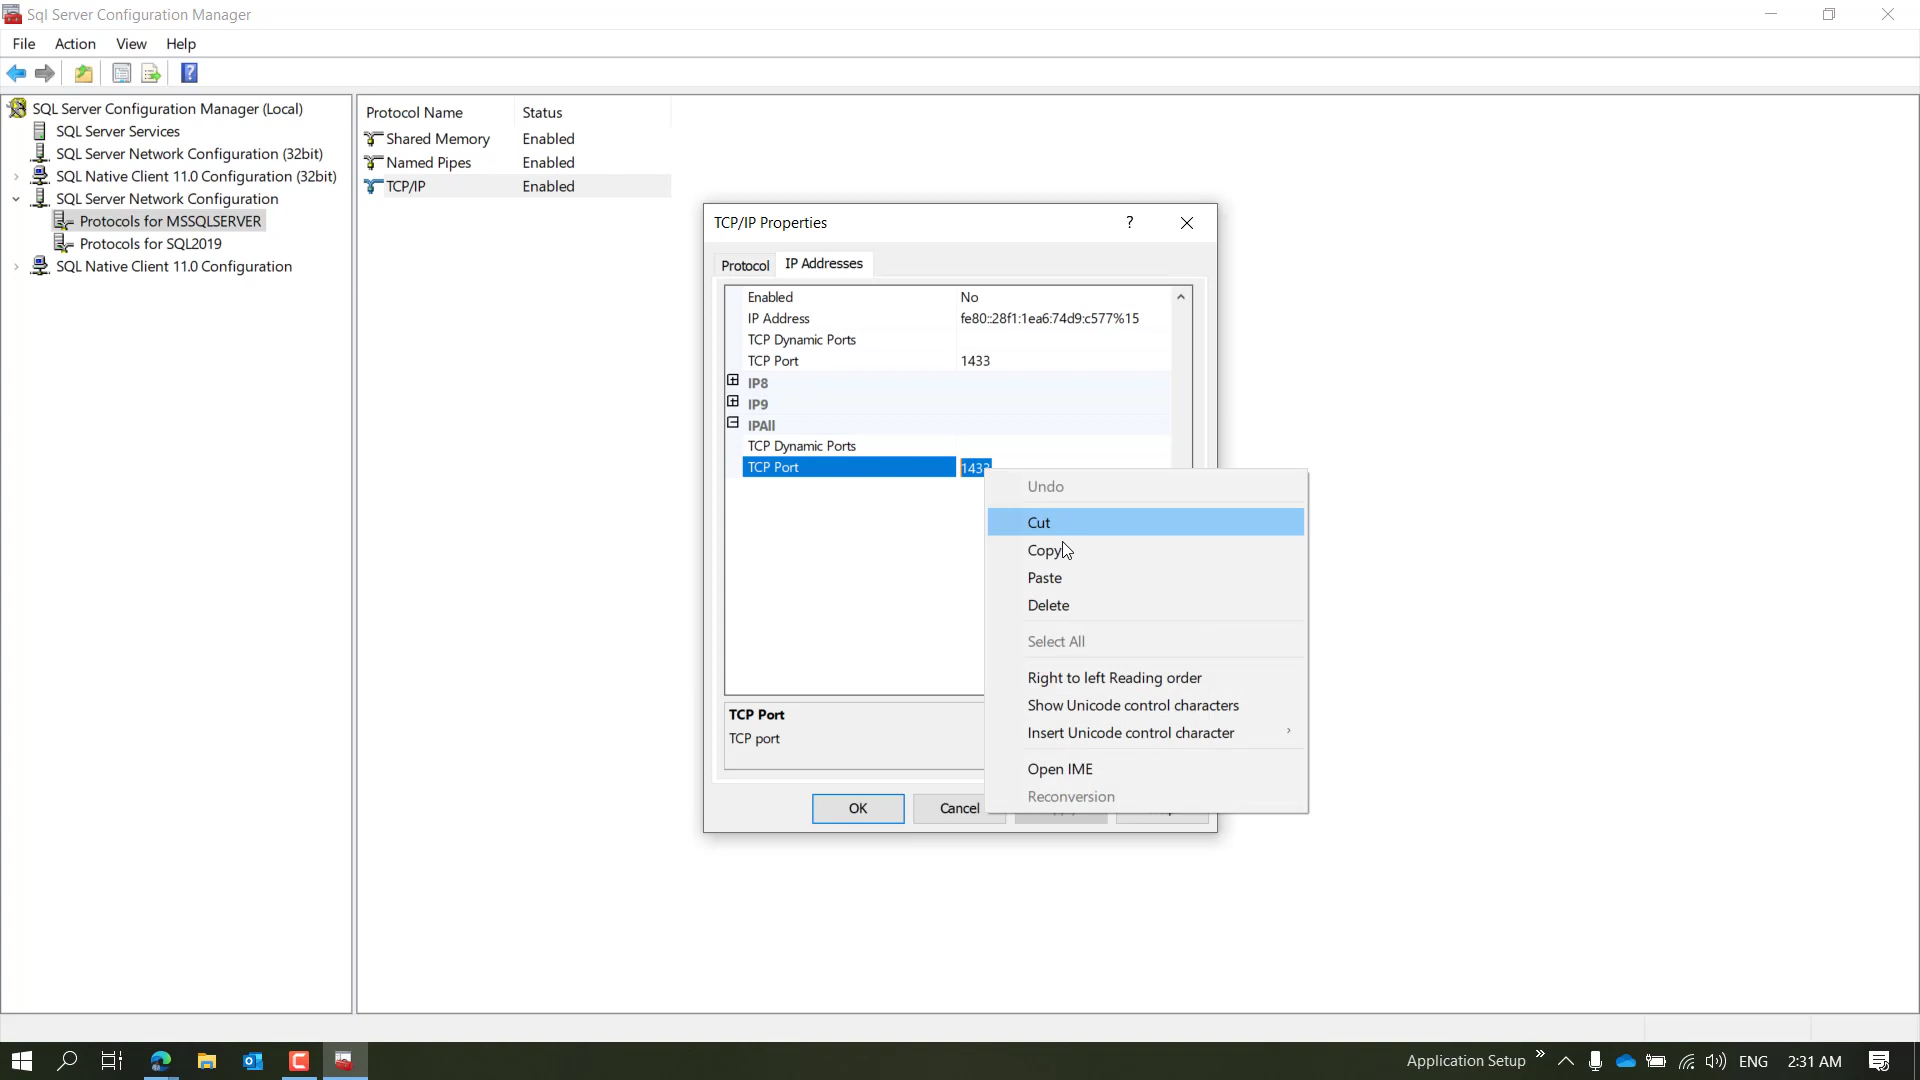 Sql Server Configuration Manager
File Action View Help
SQL Server Configuration Manager (Local)
SQL Server Services
SQL Server Network Configuration (32bit)
SQL Native Client 11.0 Configuration (32bit)
SQL Server Network Configuration
Protocols for MSSQLSERVER
Protocols for SQL2019
SQL Native Client 11.0 Configuration
Protocol Name Status
Shared Memory Enabled
Named Pipes Enabled
TCP/IP Enabled
TCP/IP Properties
Protocol IP Addresses
Enabled No
IP Address fe80::28f1:1ea6:74d9:c577%15
TCP Dynamic Ports
TCP Port 1433
IP8
IP9
IPAll
TCP Dynamic Ports
TCP Port 1433
TCP Port
TCP port
OK Cancel
Undo
Cut
Copy
Paste
Delete
Select All
Right to left Reading order
Show Unicode control characters
Insert Unicode control character
Open IME
Reconversion
Application Setup ENG 2:31 AM